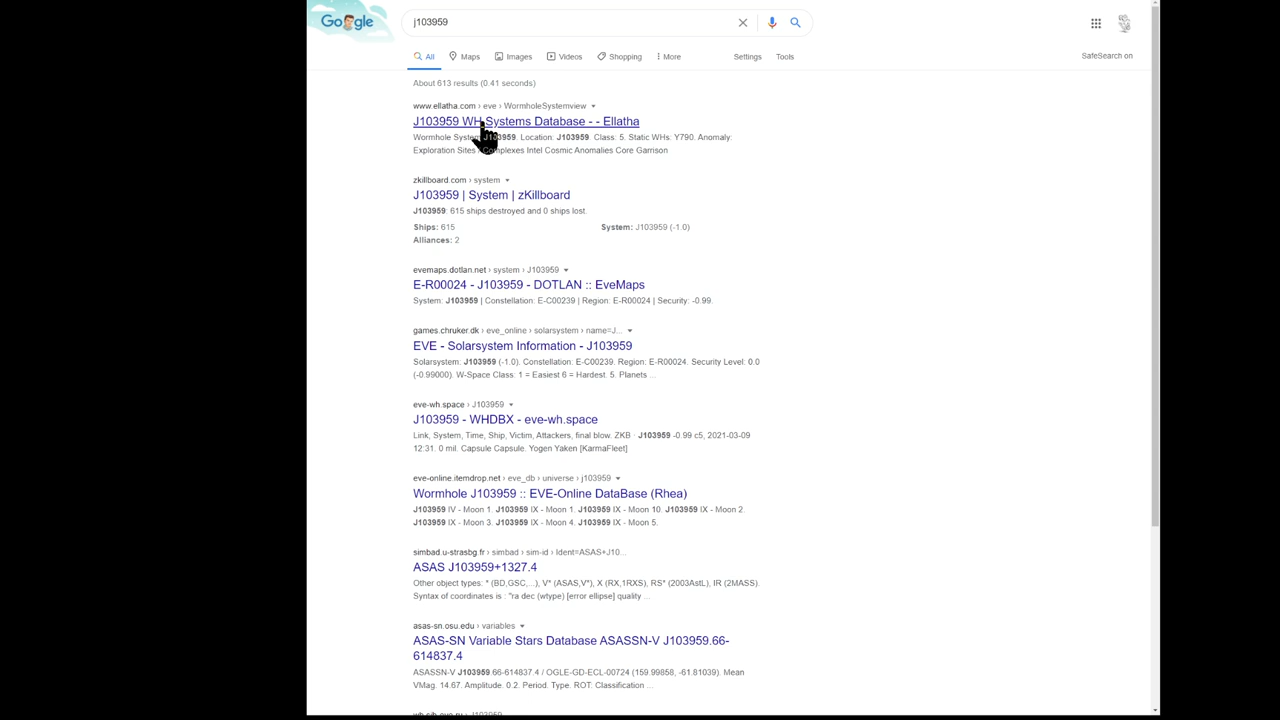 Google
j103959
All
Maps
Images
Videos
Shopping
More
Settings
Tools
SafeSearch on
About 613 results (0.41 seconds)
www.ellatha.com › eve › WormholeSystemview
J103959 WH Systems Database - - Ellatha
Wormhole System J103959. Location: J103959. Class: 5. Static WHs: Y790. Anomaly:
Exploration Sites Complexes Intel Cosmic Anomalies Core Garrison
zkillboard.com › system
J103959 | System | zKillboard
J103959: 615 ships destroyed and 0 ships lost.
Ships: 615
System: J103959 (-1.0)
Alliances: 2
evemaps.dotlan.net › system › J103959
E-R00024 - J103959 - DOTLAN :: EveMaps
System: J103959 | Constellation: E-C00239 | Region: E-R00024 | Security: -0.99.
games.chruker.dk › eve_online › solarsystem › name=J...
EVE - Solarsystem Information - J103959
Solarsystem: J103959 (-1.0). Constellation: E-C00239. Region: E-R00024. Security Level: 0.0
(-0.99000). W-Space Class: 1 = Easiest 6 = Hardest. 5. Planets ...
eve-wh.space › J103959
J103959 - WHDBX - eve-wh.space
Link, System, Time, Ship, Victim, Attackers, final blow. ZKB · J103959 -0.99 c5, 2021-03-09
12:31. 0 mil. Capsule Capsule. Yogen Yaken [KarmaFleet]
eve-online.itemdrop.net › eve_db › universe › j103959
Wormhole J103959 :: EVE-Online DataBase (Rhea)
J103959 IV - Moon 1. J103959 IX - Moon 1. J103959 IX - Moon 10. J103959 IX - Moon 2.
J103959 IX - Moon 3. J103959 IX - Moon 4. J103959 IX - Moon 5.
simbad.u-strasbg.fr › simbad › sim-id › Ident=ASAS+J10...
ASAS J103959+1327.4
Other object types: * (BD,GSC,...), V* (ASAS,V*), X (RX,1RXS), RS* (2003AstL), IR (2MASS).
Syntax of coordinates is : "ra dec (wtype) [error ellipse] quality ...
asas-sn.osu.edu › variables
ASAS-SN Variable Stars Database ASASSN-V J103959.66-
614837.4
ASASSN-V J103959.66-614837.4 / OGLE-GD-ECL-00724 (159.99858, -61.81039). Mean
VMag. 14.67. Amplitude. 0.2. Period. Type. ROT. Classification ...